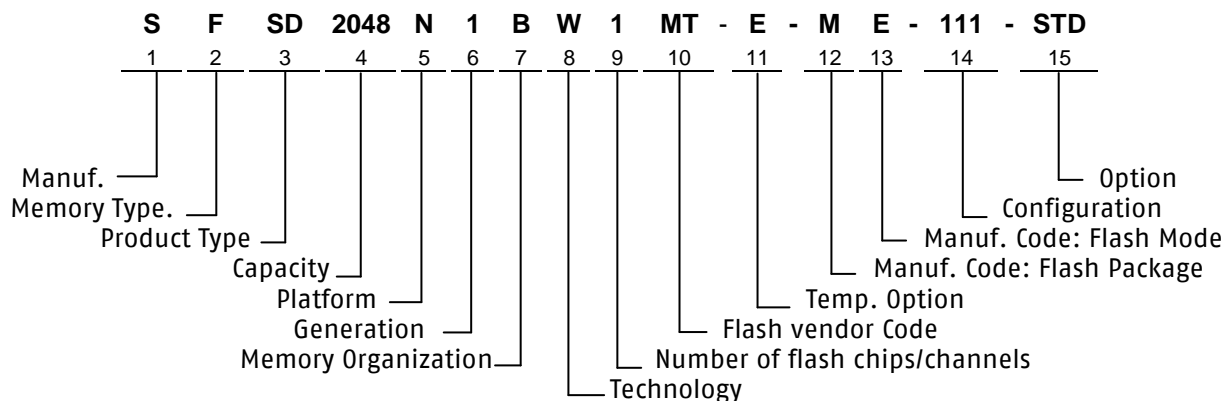 S F SD 2048 N 1 B W 1 MT - E - M E - 111 - STD
1 2 3 4 5 6 7 8 9 10 11 12 13 14 15
Manuf. Option
Memory Type. Configuration
Product Type Manuf. Code: Flash Mode
Capacity Manuf. Code: Flash Package
Platform Temp. Option
Generation Flash vendor Code
Memory Organization Number of flash chips/channels
Technology